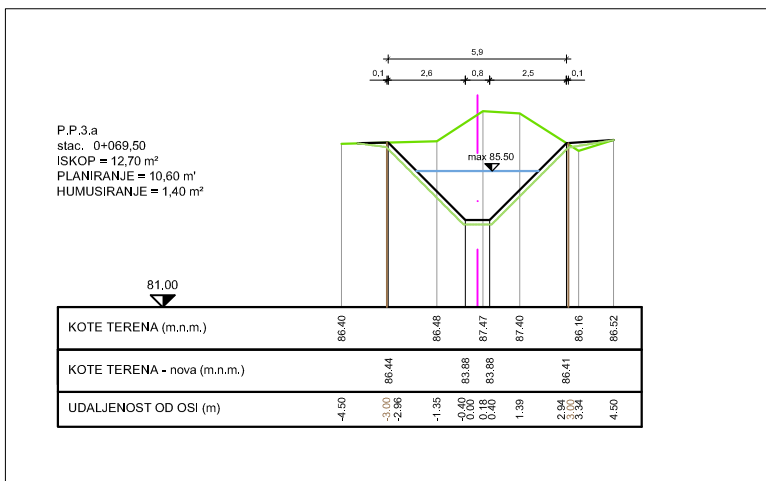 5,9
0,1 2,6 0,8 2,5 0,1
P.P.3.a
stac. 0+069,50
ISKOP = 12,70 m²
PLANIRANJE = 10,60 m'
HUMUSIRANJE = 1,40 m²
max 85.50
81,00
KOTE TERENA (m.n.m.) 86.40 86.48 87.47 87.40 86.16 86.52
KOTE TERENA - nova (m.n.m.) 86.44 83.88 83.88 86.41
UDALJENOST OD OSI (m) -4.50 -3.00 -2.96 -1.35 -0.40 0.00 0.18 0.40 1.39 2.94 3.00 3.34 4.50